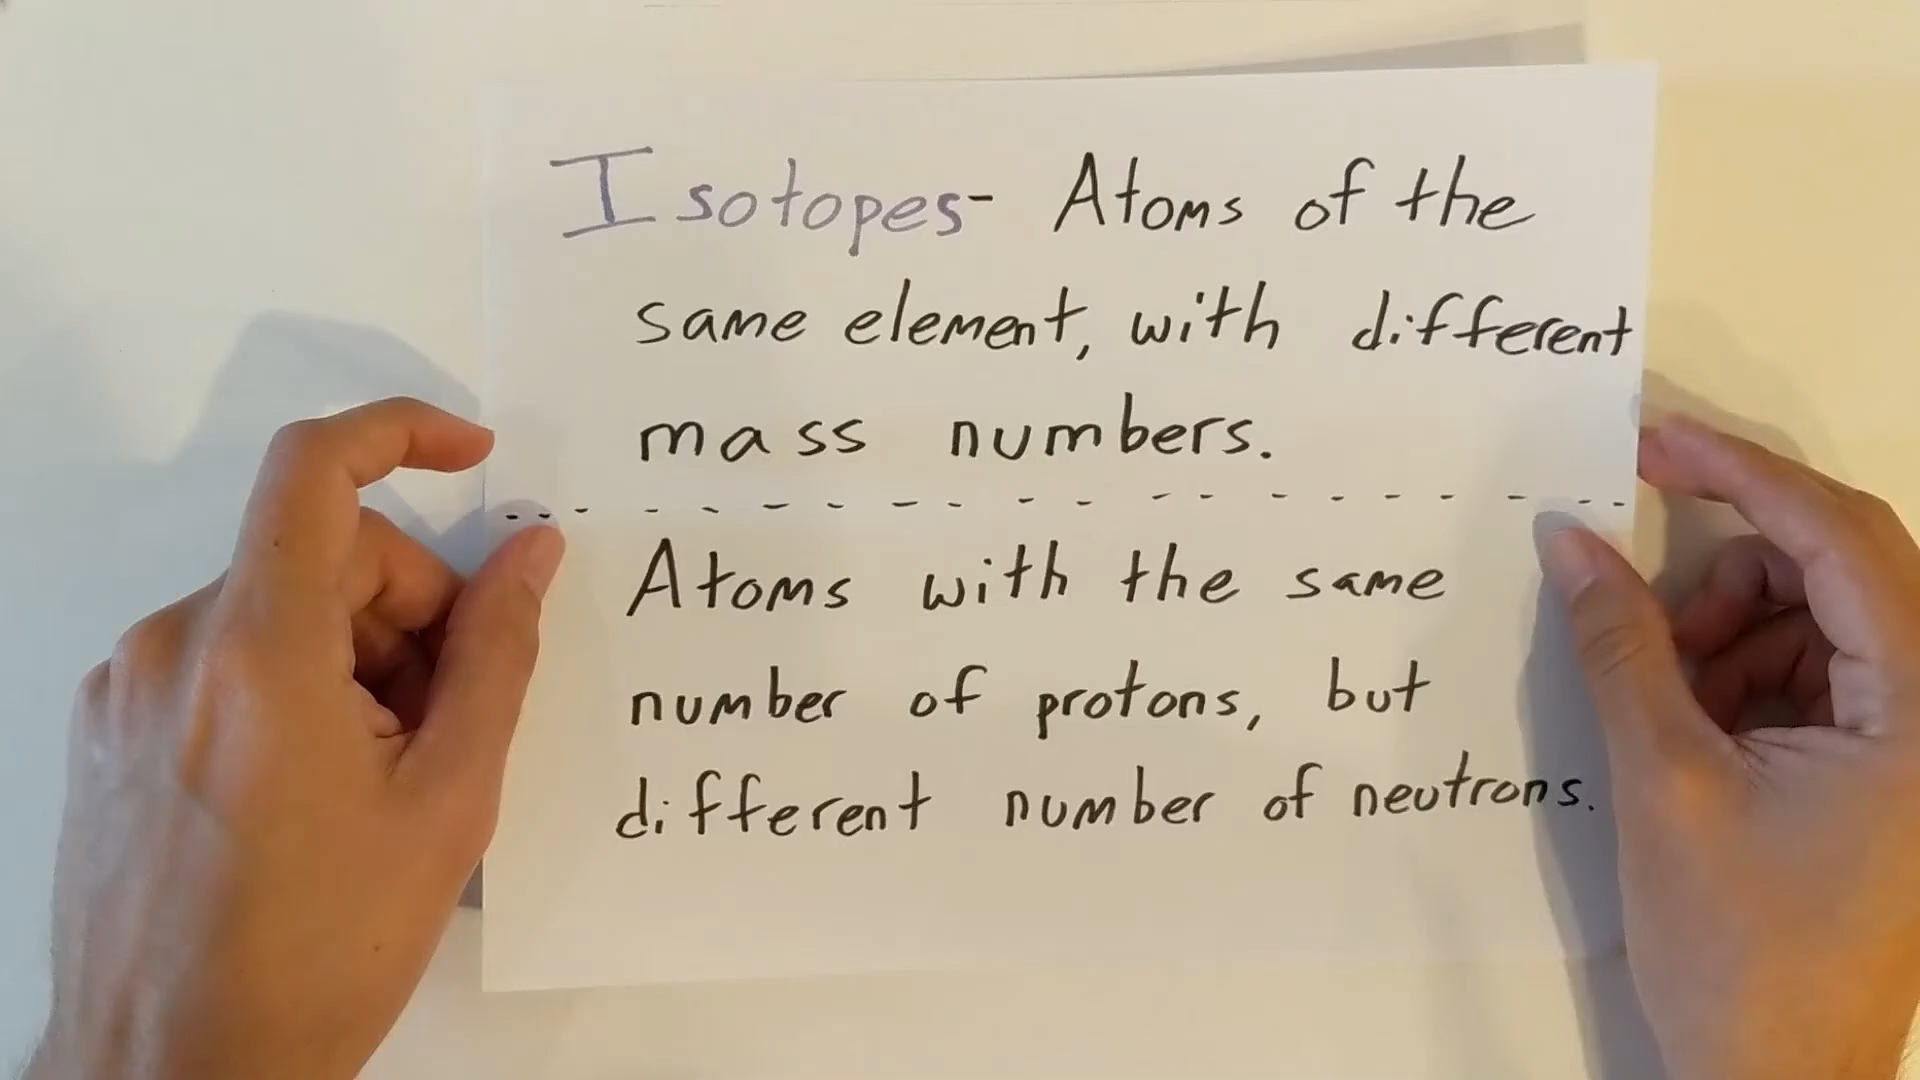 Isotopes- Atoms of the
same element, with different
mass numbers.
Atoms with the same
number of protons, but
different number of neutrons.